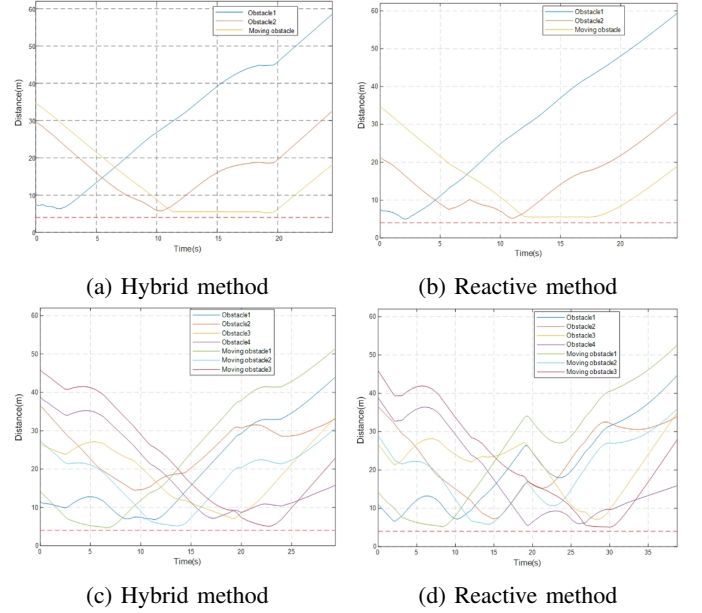 Distance(m)
60
50
40
30
20
10
0
0 5 10 15 20
Time(s)
Obstacle1
Obstacle2
Moving obstacle
(a) Hybrid method
Distance(m)
60
50
40
30
20
10
0
0 5 10 15 20
Time(s)
Obstacle1
Obstacle2
Moving obstacle
(b) Reactive method
Distance(m)
60
50
40
30
20
10
0
0 5 10 15 20 25
Time(s)
Obstacle1
Obstacle2
Obstacle3
Obstacle4
Moving obstacle1
Moving obstacle2
Moving obstacle3
(c) Hybrid method
Distance(m)
60
50
40
30
20
10
0
0 5 10 15 20 25 30 35
Time(s)
Obstacle1
Obstacle2
Obstacle3
Obstacle4
Moving obstacle1
Moving obstacle2
Moving obstacle3
(d) Reactive method